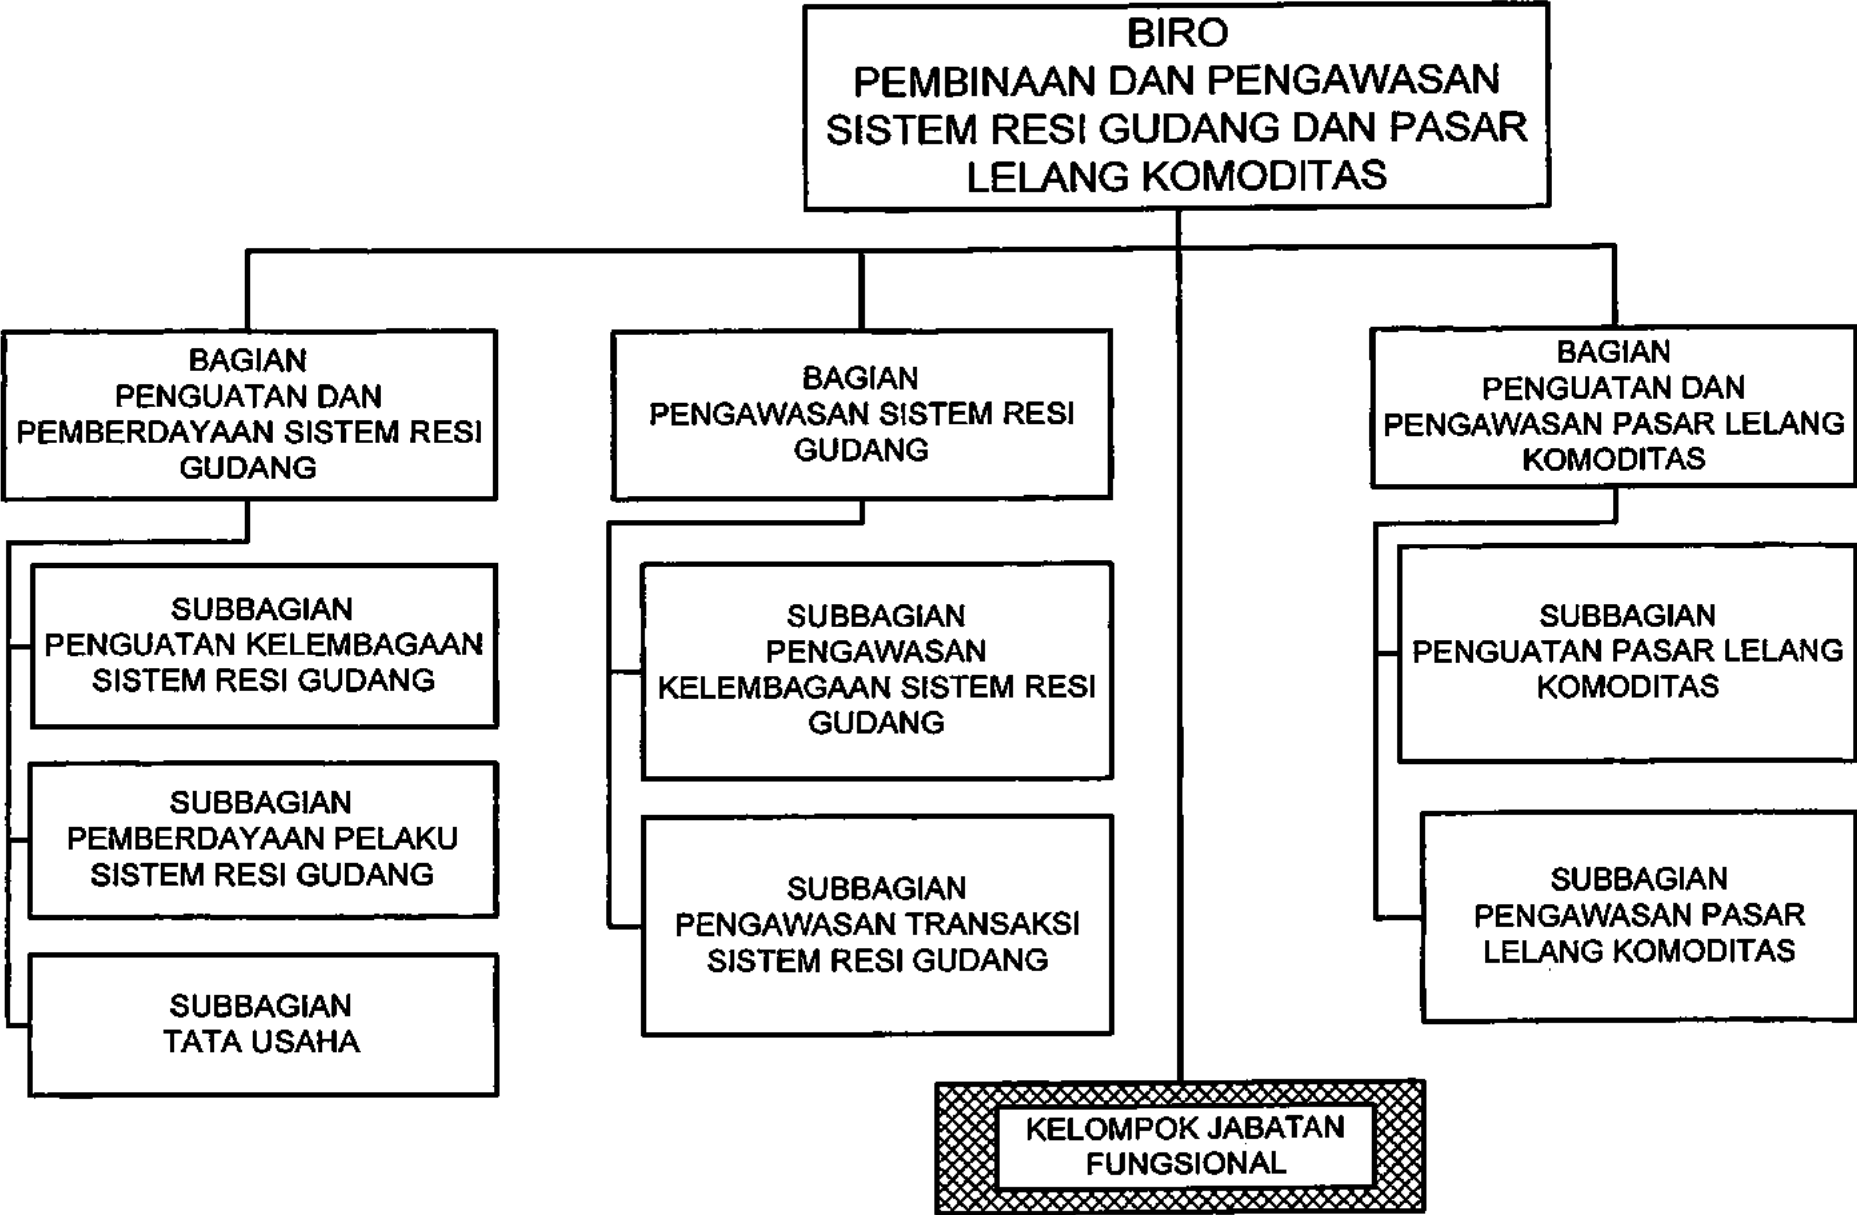 BIRO
PEMBINAAN DAN PENGAWASAN
SISTEM RESI GUDANG DAN PASAR
LELANG KOMODITAS
BAGIAN
PENGUATAN DAN
PEMBERDAYAAN SISTEM RESI
GUDANG
SUBBAGIAN
PENGUATAN KELEMBAGAAN
SISTEM RESI GUDANG
SUBBAGIAN
PEMBERDAYAAN PELAKU
SISTEM RESI GUDANG
SUBBAGIAN
TATA USAHA
BAGIAN
PENGAWASAN SISTEM RESI
GUDANG
SUBBAGIAN
PENGAWASAN
KELEMBAGAAN SISTEM RESI
GUDANG
SUBBAGIAN
PENGAWASAN TRANSAKSI
SISTEM RESI GUDANG
BAGIAN
PENGUATAN DAN
PENGAWASAN PASAR LELANG
KOMODITAS
SUBBAGIAN
PENGUATAN PASAR LELANG
KOMODITAS
SUBBAGIAN
PENGAWASAN PASAR
LELANG KOMODITAS
KELOMPOK JABATAN
FUNGSIONAL